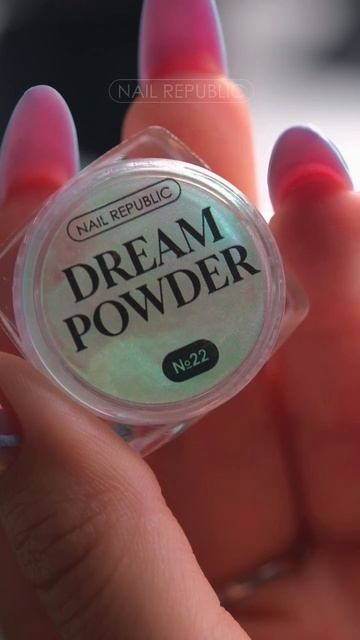 NAIL REPUBLIC
NAIL REPUBLIC
DREAM
POWDER
№22